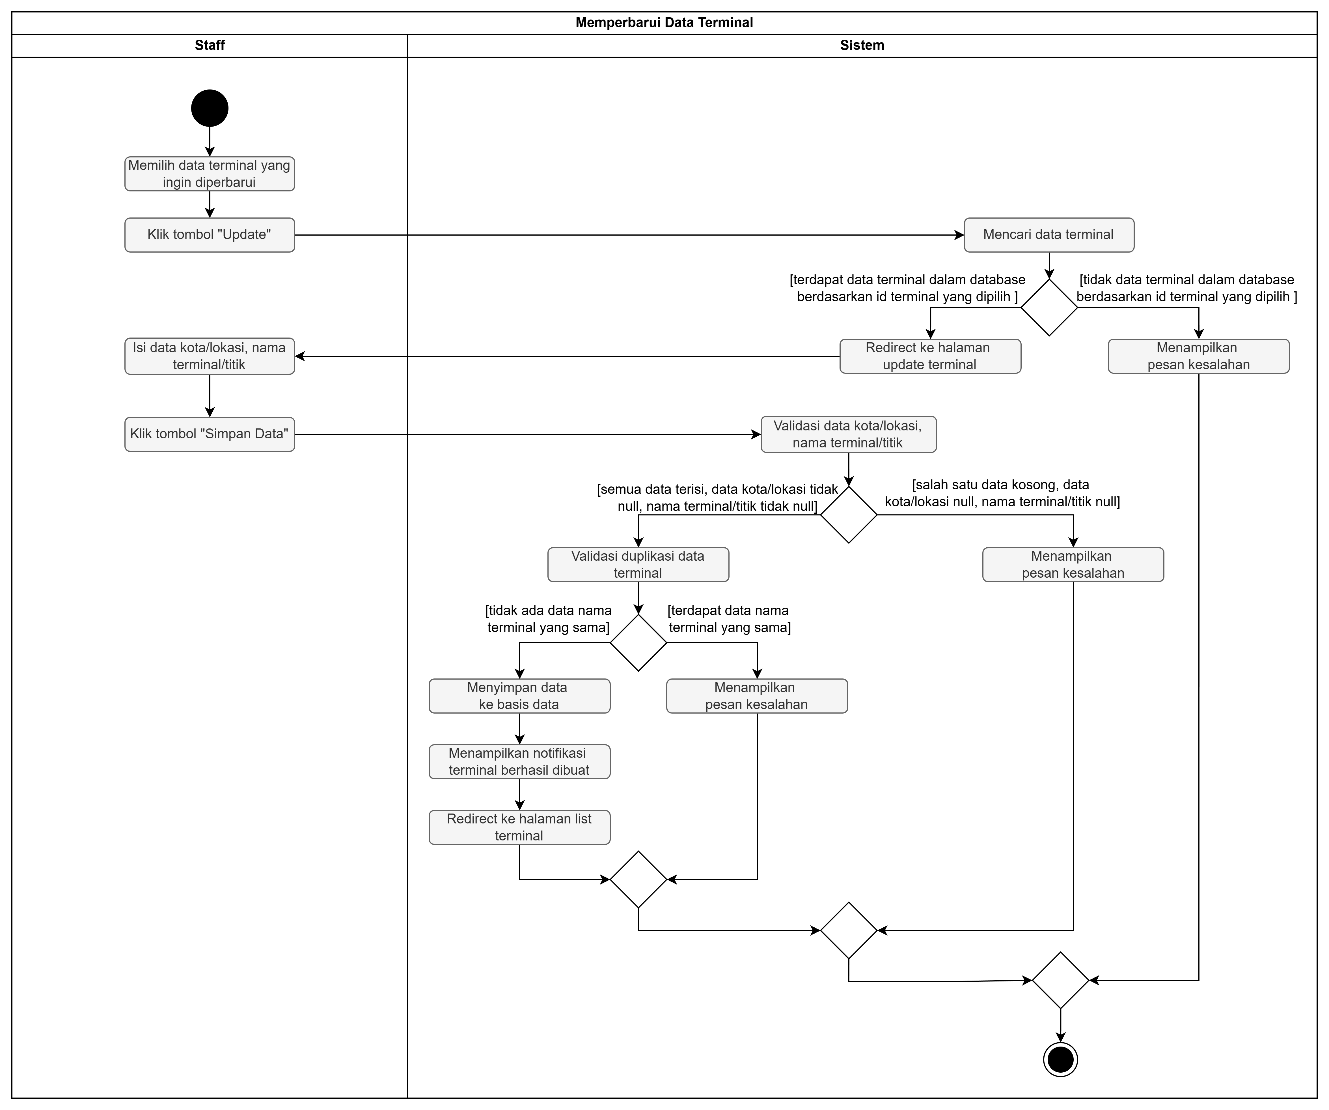 Memperbarui Data Terminal
Staff
Sistem
Memilih data terminal yang
ingin diperbarui
Klik tombol "Update"
Mencari data terminal
[terdapat data terminal dalam database
berdasarkan id terminal yang dipilih ]
[tidak data terminal dalam database
berdasarkan id terminal yang dipilih ]
Isi data kota/lokasi, nama
terminal/titik
Redirect ke halaman
update terminal
Menampilkan
pesan kesalahan
Klik tombol "Simpan Data"
Validasi data kota/lokasi,
nama terminal/titik
[semua data terisi, data kota/lokasi tidak
null, nama terminal/titik tidak null]
[salah satu data kosong, data
kota/lokasi null, nama terminal/titik null]
Validasi duplikasi data
terminal
Menampilkan
pesan kesalahan
[tidak ada data nama
terminal yang sama]
[terdapat data nama
terminal yang sama]
Menyimpan data
ke basis data
Menampilkan
pesan kesalahan
Menampilkan notifikasi
terminal berhasil dibuat
Redirect ke halaman list
terminal